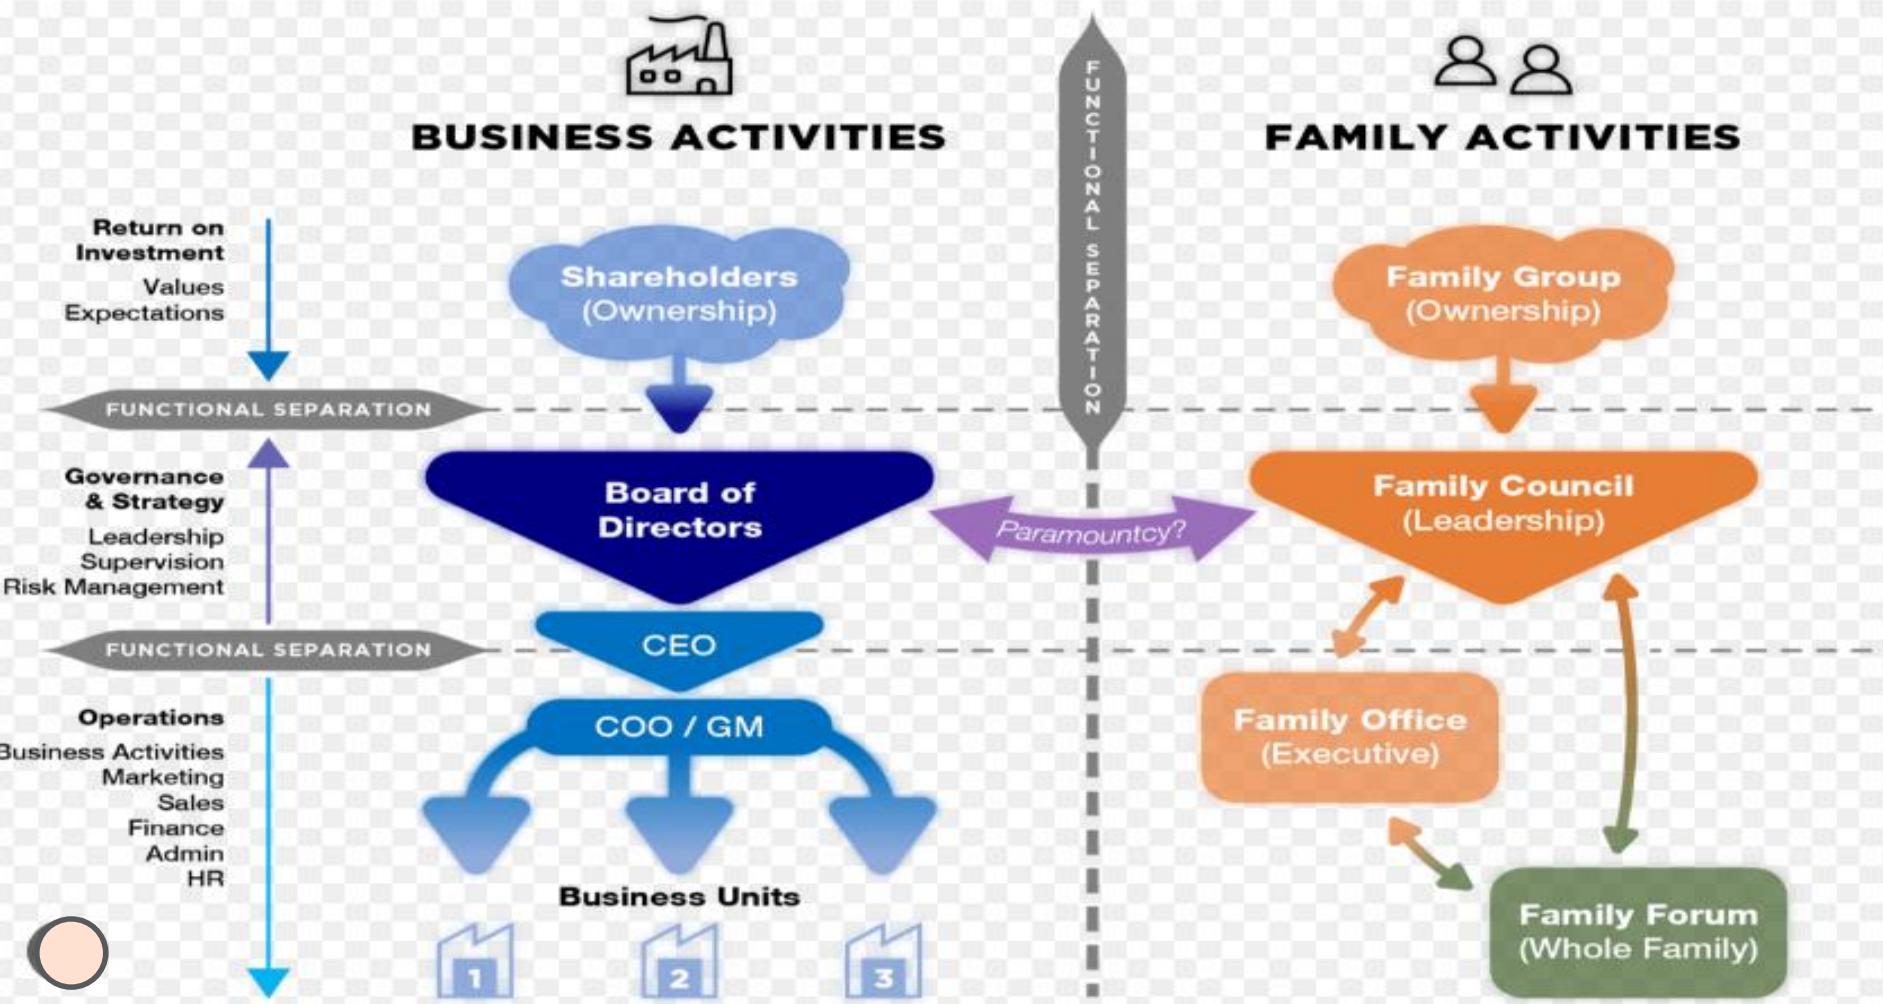 BUSINESS ACTIVITIES
FAMILY ACTIVITIES
FUNCTIONAL SEPARATION
Return on
Investment
Values
Expectations
Shareholders
(Ownership)
Family Group
(Ownership)
FUNCTIONAL SEPARATION
Governance
& Strategy
Leadership
Supervision
Risk Management
Board of
Directors
Paramountcy?
Family Council
(Leadership)
FUNCTIONAL SEPARATION
CEO
Operations
Business Activities
Marketing
Sales
Finance
Admin
HR
COO / GM
Family Office
(Executive)
Business Units
1
2
3
Family Forum
(Whole Family)